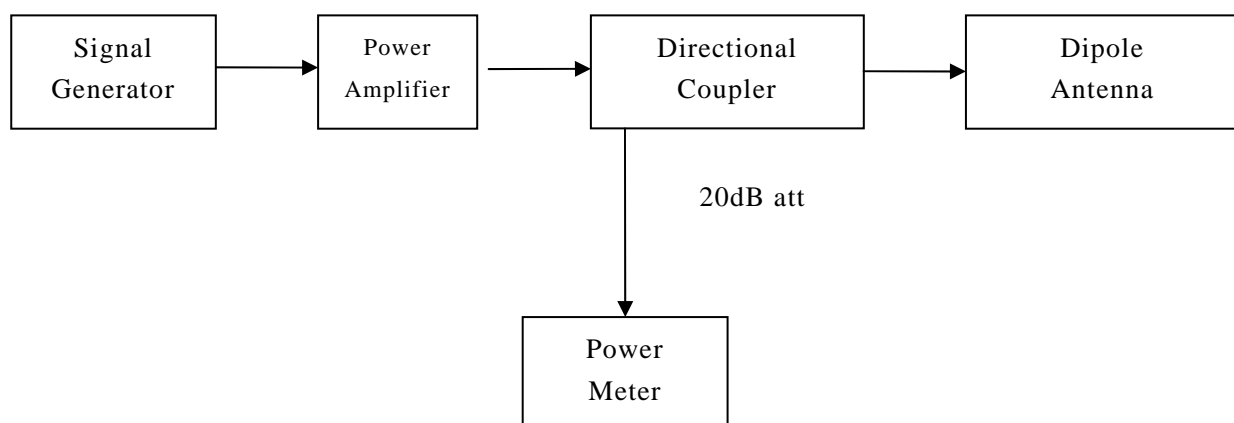 Signal
Generator
Power
Amplifier
Directional
Coupler
Dipole
Antenna
20dB att
Power
Meter